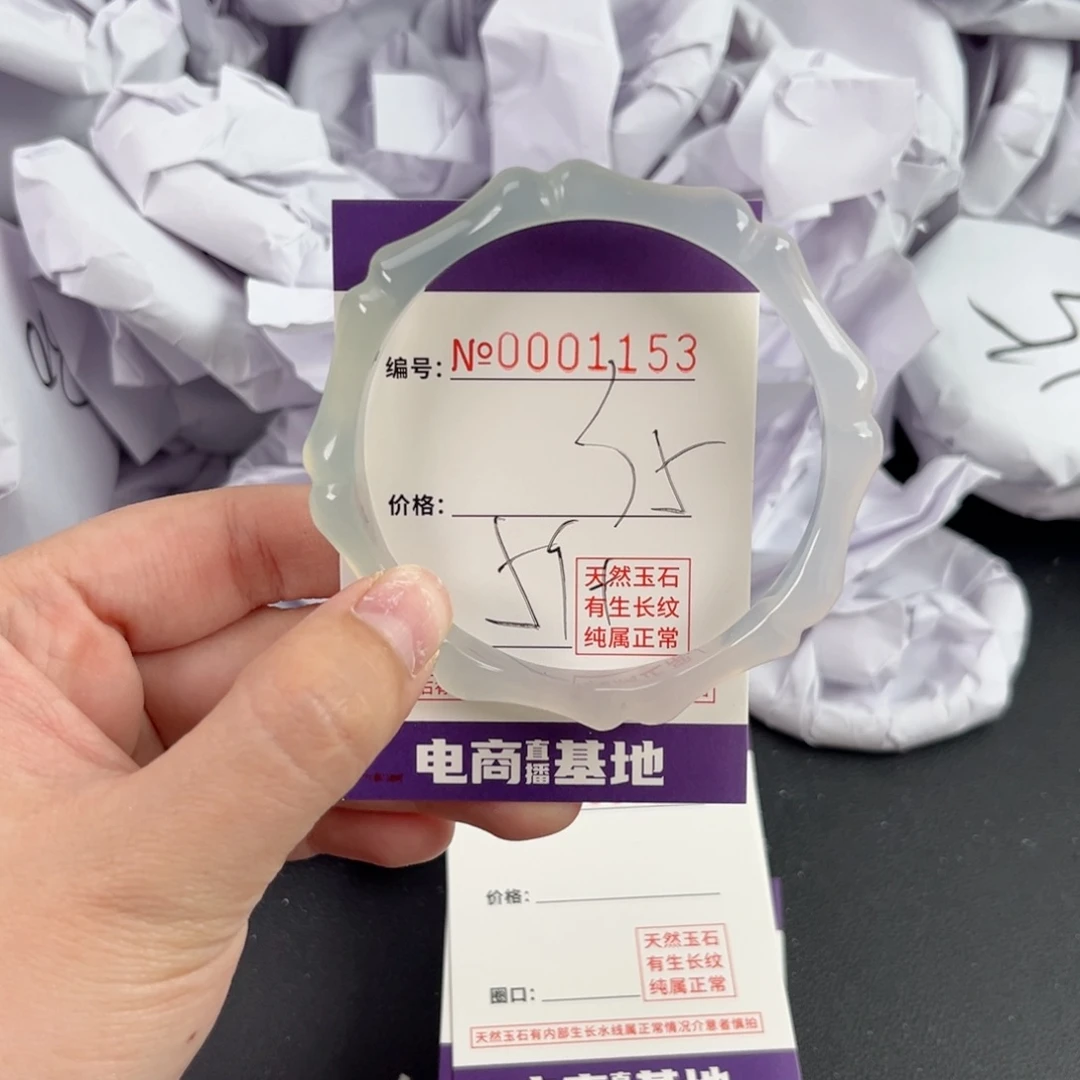 编号: №0001153
价格:
天然玉石
有生长纹
纯属正常
电商直播基地
价格:
天然玉石
有生长纹
纯属正常
圈口:
天然玉石有内部生长水线属正常情况介意者慎拍